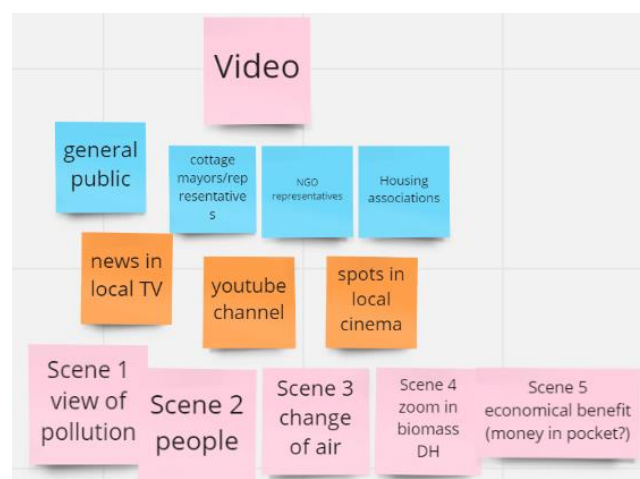 Video
general
public
cottage
mayors/rep
resentative
s
NGO
representatives
Housing
associations
news in
local TV
youtube
channel
spots in
local
cinema
Scene 1
view of
pollution
Scene 2
people
Scene 3
change
of air
Scene 4
zoom in
biomass
DH
Scene 5
economical benefit
(money in pocket?)